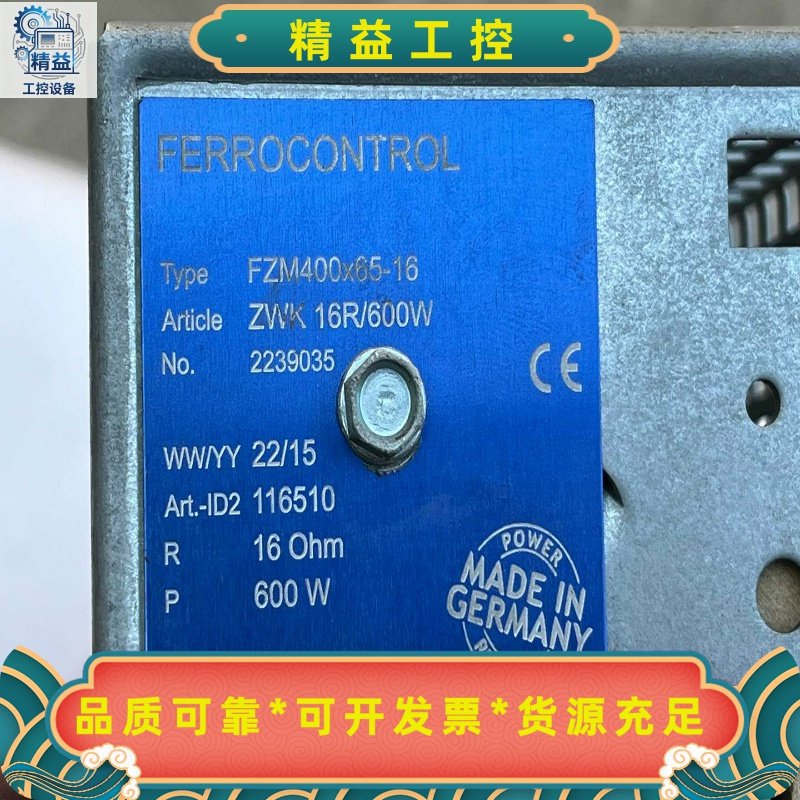 精益
工控设备
精益工控
FERROCONTROL
Type FZM400x65-16
Article ZWK 16R/600W
No. 2239035
CE
WW/YY 22/15
Art.-ID2 116510
R 16 Ohm
P 600 W
POWER
MADE IN
GERMANY
品质可靠*可开发票*货源充足